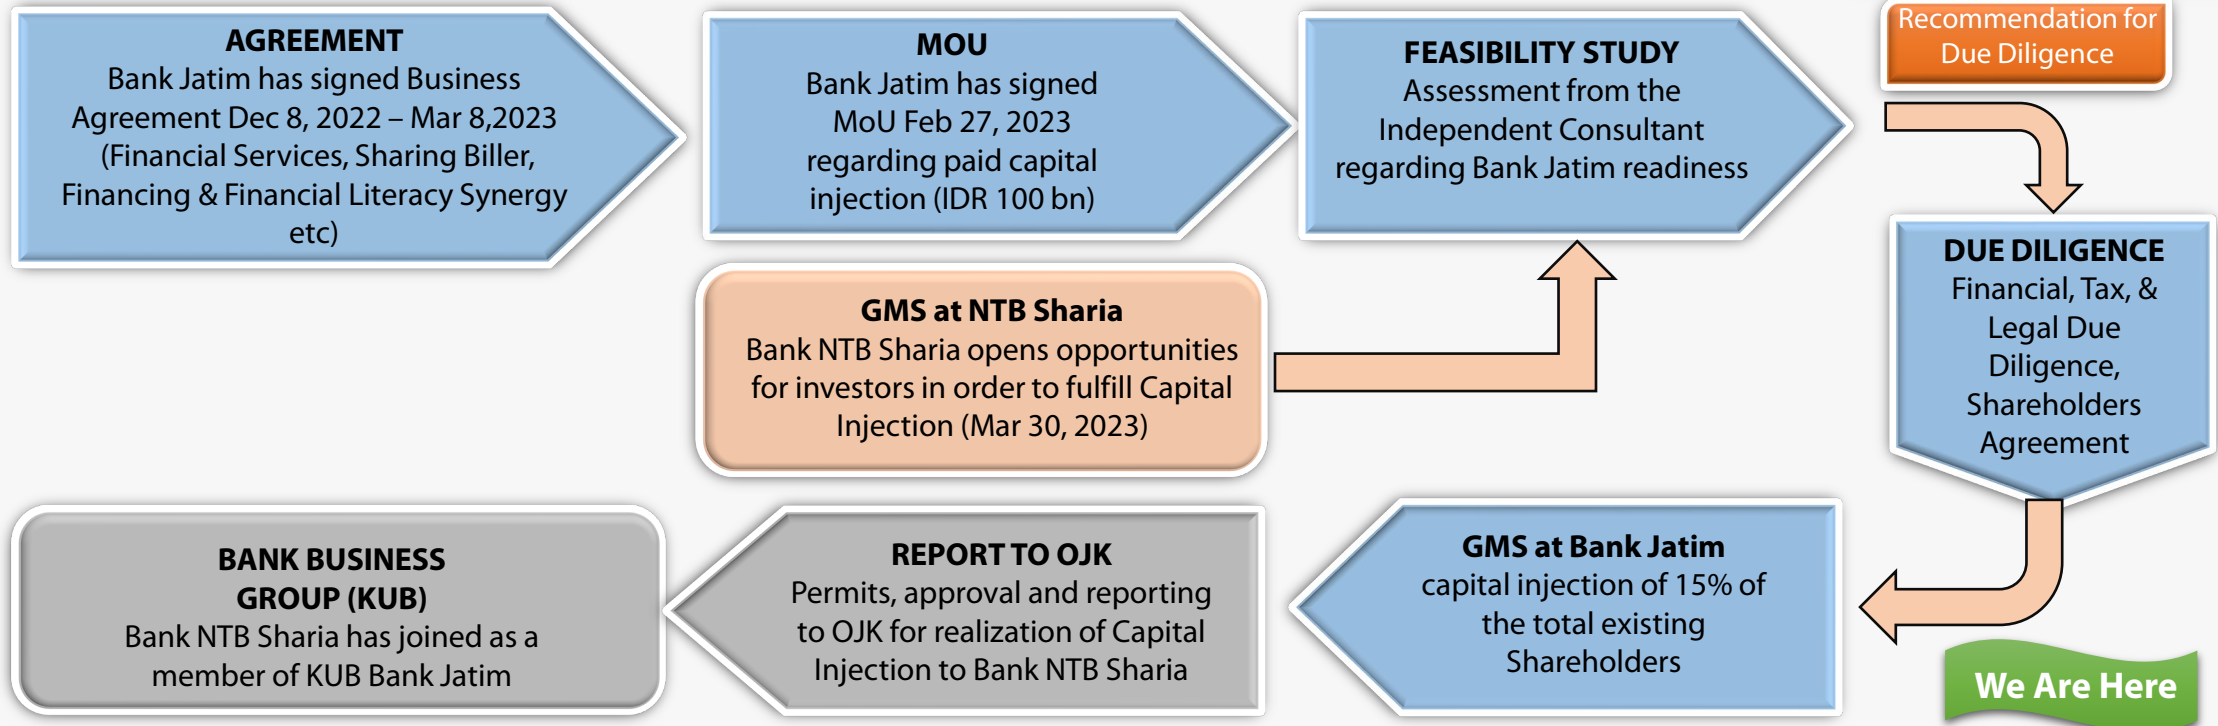 AGREEMENT
Bank Jatim has signed Business
Agreement Dec 8, 2022 – Mar 8,2023
(Financial Services, Sharing Biller,
Financing & Financial Literacy Synergy
etc)
MOU
Bank Jatim has signed
MoU Feb 27, 2023
regarding paid capital
injection (IDR 100 bn)
FEASIBILITY STUDY
Assessment from the
Independent Consultant
regarding Bank Jatim readiness
Recommendation for
Due Diligence
GMS at NTB Sharia
Bank NTB Sharia opens opportunities
for investors in order to fulfill Capital
Injection (Mar 30, 2023)
DUE DILIGENCE
Financial, Tax, &
Legal Due
Diligence,
Shareholders
Agreement
GMS at Bank Jatim
capital injection of 15% of
the total existing
Shareholders
We Are Here
REPORT TO OJK
Permits, approval and reporting
to OJK for realization of Capital
Injection to Bank NTB Sharia
BANK BUSINESS
GROUP (KUB)
Bank NTB Sharia has joined as a
member of KUB Bank Jatim